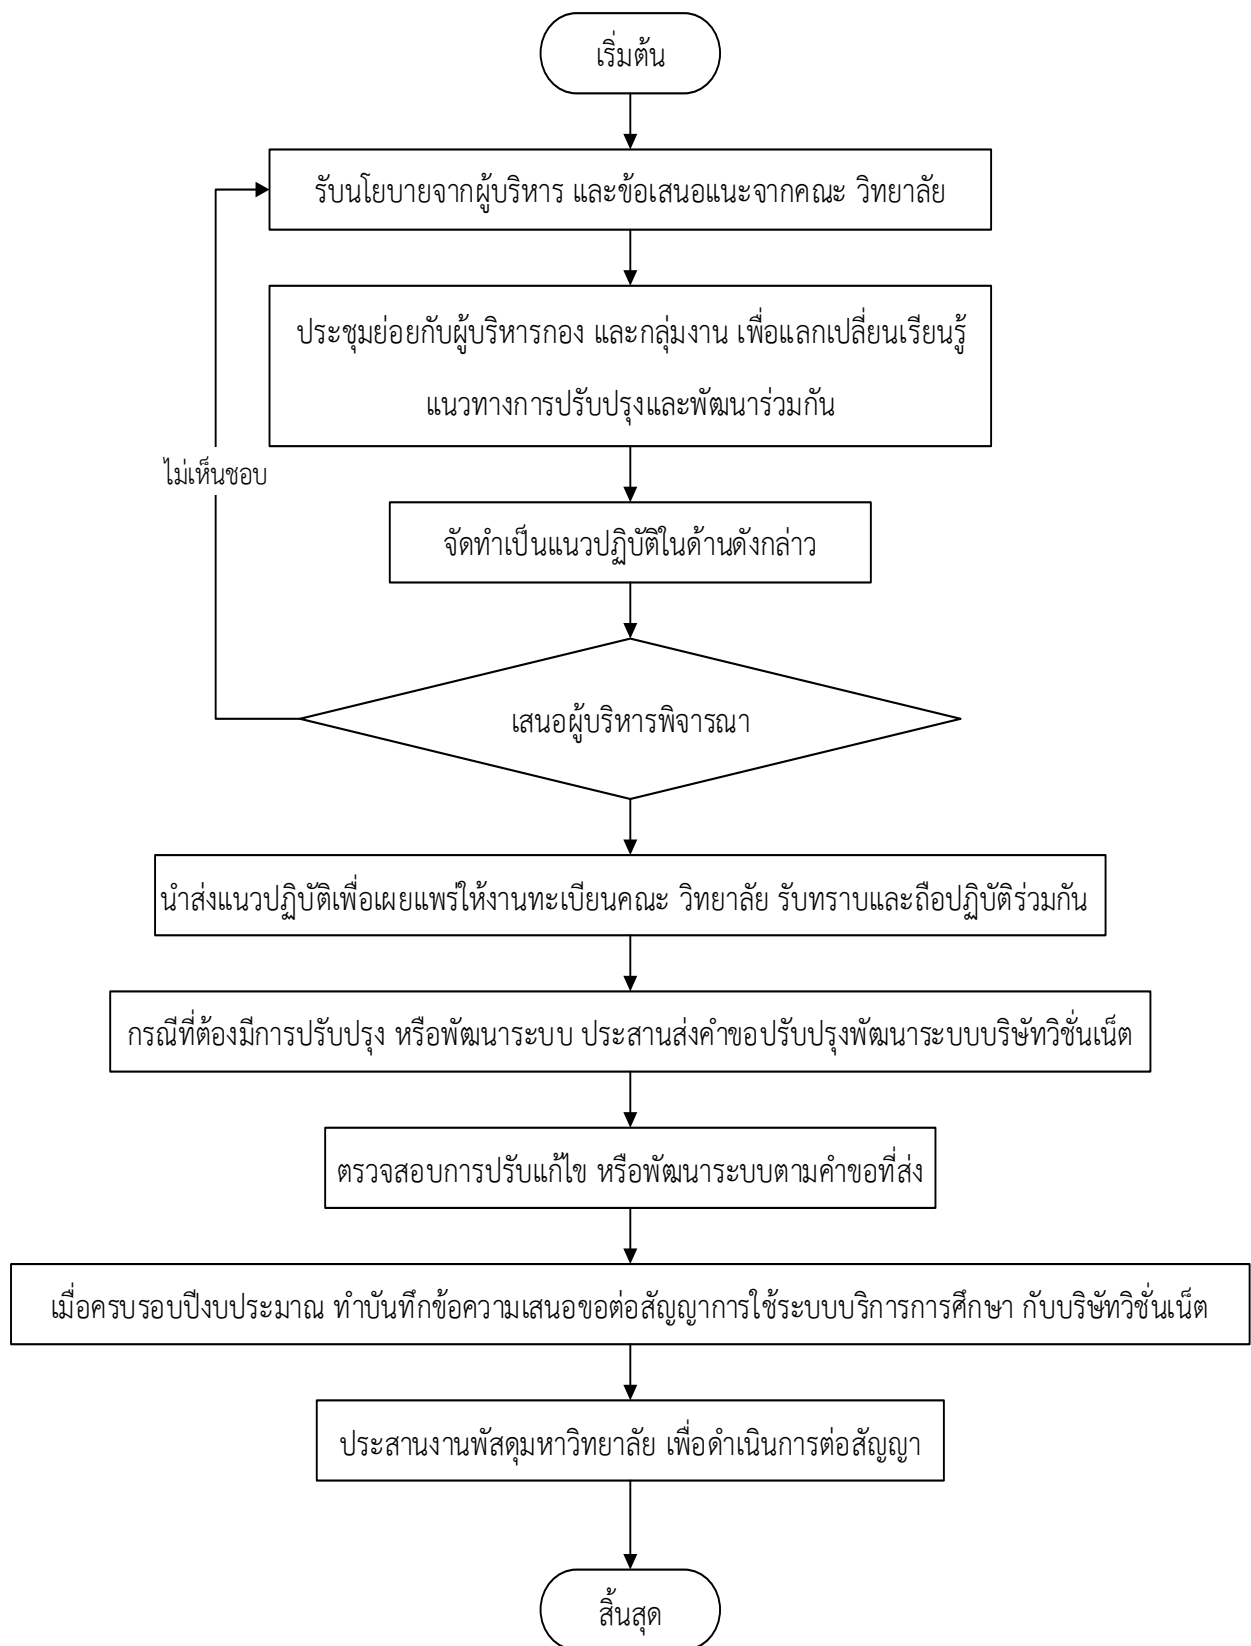 เริ่มต้น
รับนโยบายจากผู้บริหาร และข้อเสนอแนะจากคณะ วิทยาลัย
ประชุมย่อยกับผู้บริหารกอง และกลุ่มงาน เพื่อแลกเปลี่ยนเรียนรู้
แนวทางการปรับปรุงและพัฒนาร่วมกัน
ไม่เห็นชอบ
จัดทำเป็นแนวปฏิบัติในด้านดังกล่าว
เสนอผู้บริหารพิจารณา
นำส่งแนวปฏิบัติเพื่อเผยแพร่ให้งานทะเบียนคณะ วิทยาลัย รับทราบและถือปฏิบัติร่วมกัน
กรณีที่ต้องมีการปรับปรุง หรือพัฒนาระบบ ประสานส่งคำขอปรับปรุงพัฒนาระบบบริษัทวิชั่นเน็ต
ตรวจสอบการปรับแก้ไข หรือพัฒนาระบบตามคำขอที่ส่ง
เมื่อครบรอบปีงบประมาณ ทำบันทึกข้อความเสนอขอต่อสัญญาการใช้ระบบบริการการศึกษา กับบริษัทวิชั่นเน็ต
ประสานงานพัสดุมหาวิทยาลัย เพื่อดำเนินการต่อสัญญา
สิ้นสุด